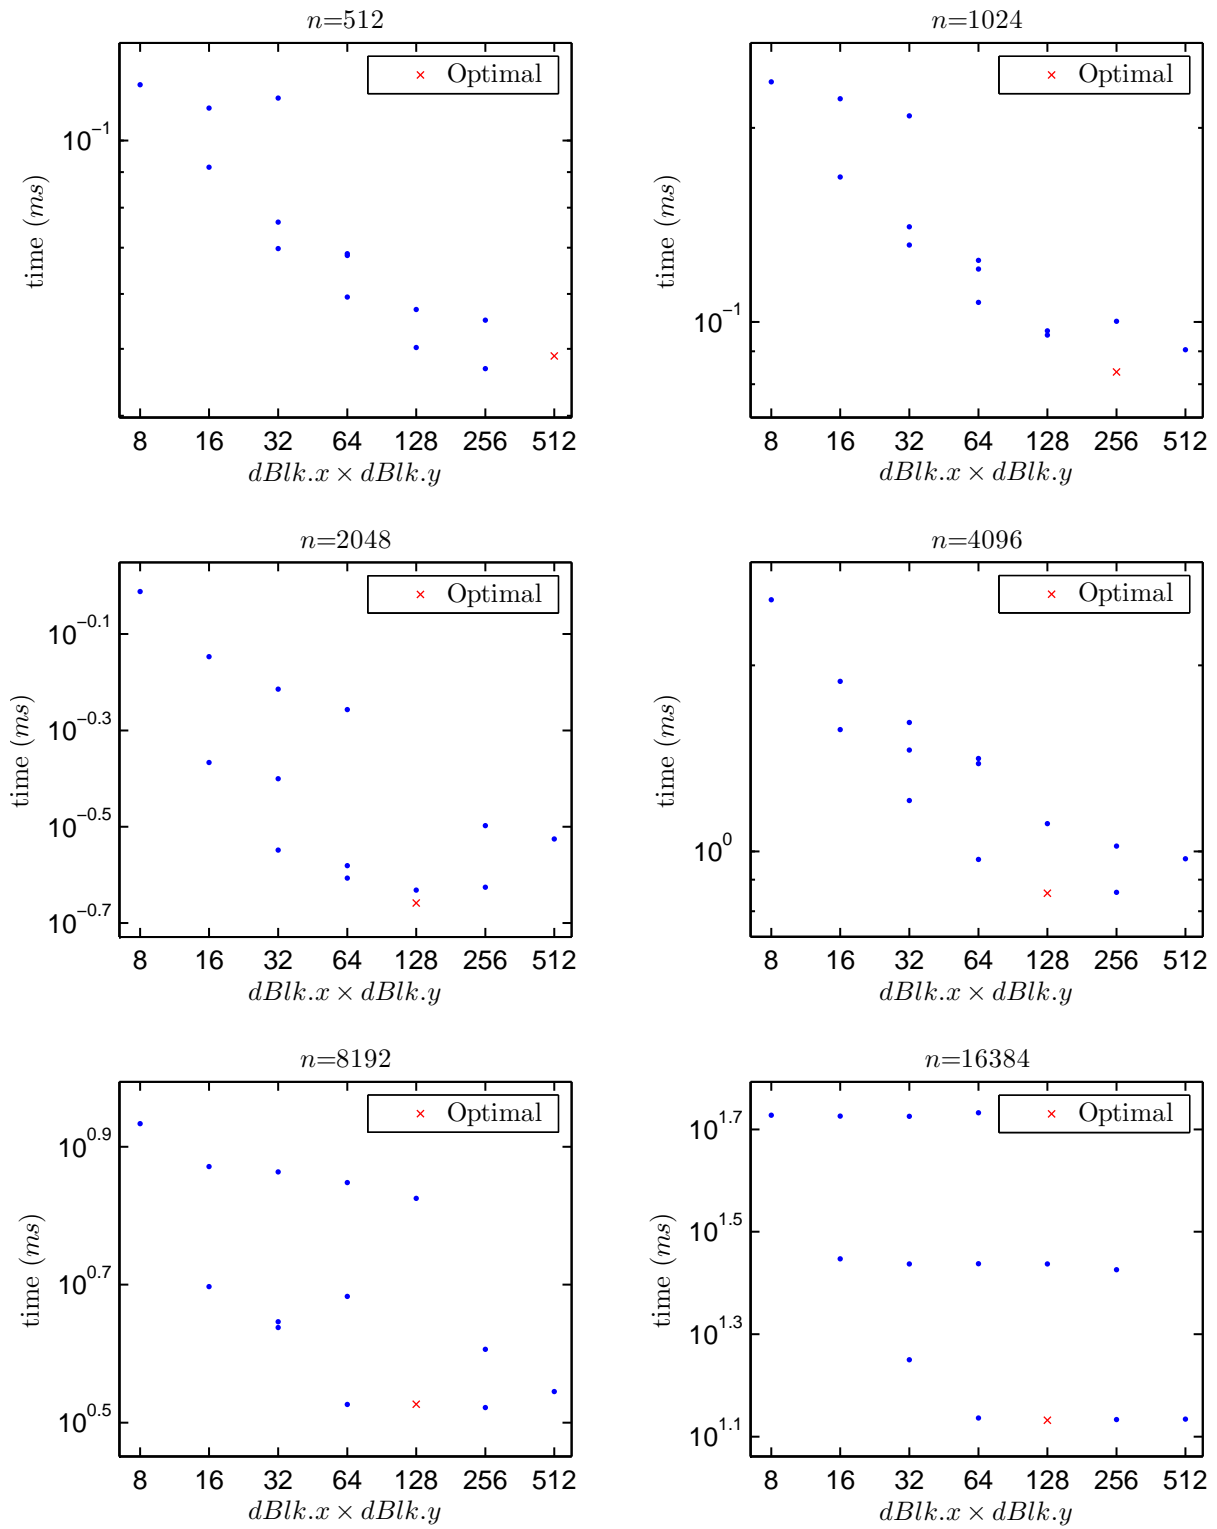 n=512
Optimal
10^-1
time (ms)
8 16 32 64 128 256 512
dBlk.x × dBlk.y
n=1024
Optimal
10^-1
time (ms)
8 16 32 64 128 256 512
dBlk.x × dBlk.y
n=2048
Optimal
10^-0.1
10^-0.3
10^-0.5
10^-0.7
time (ms)
8 16 32 64 128 256 512
dBlk.x × dBlk.y
n=4096
Optimal
10^0
time (ms)
8 16 32 64 128 256 512
dBlk.x × dBlk.y
n=8192
Optimal
10^0.9
10^0.7
10^0.5
time (ms)
8 16 32 64 128 256 512
dBlk.x × dBlk.y
n=16384
Optimal
10^1.7
10^1.5
10^1.3
10^1.1
time (ms)
8 16 32 64 128 256 512
dBlk.x × dBlk.y